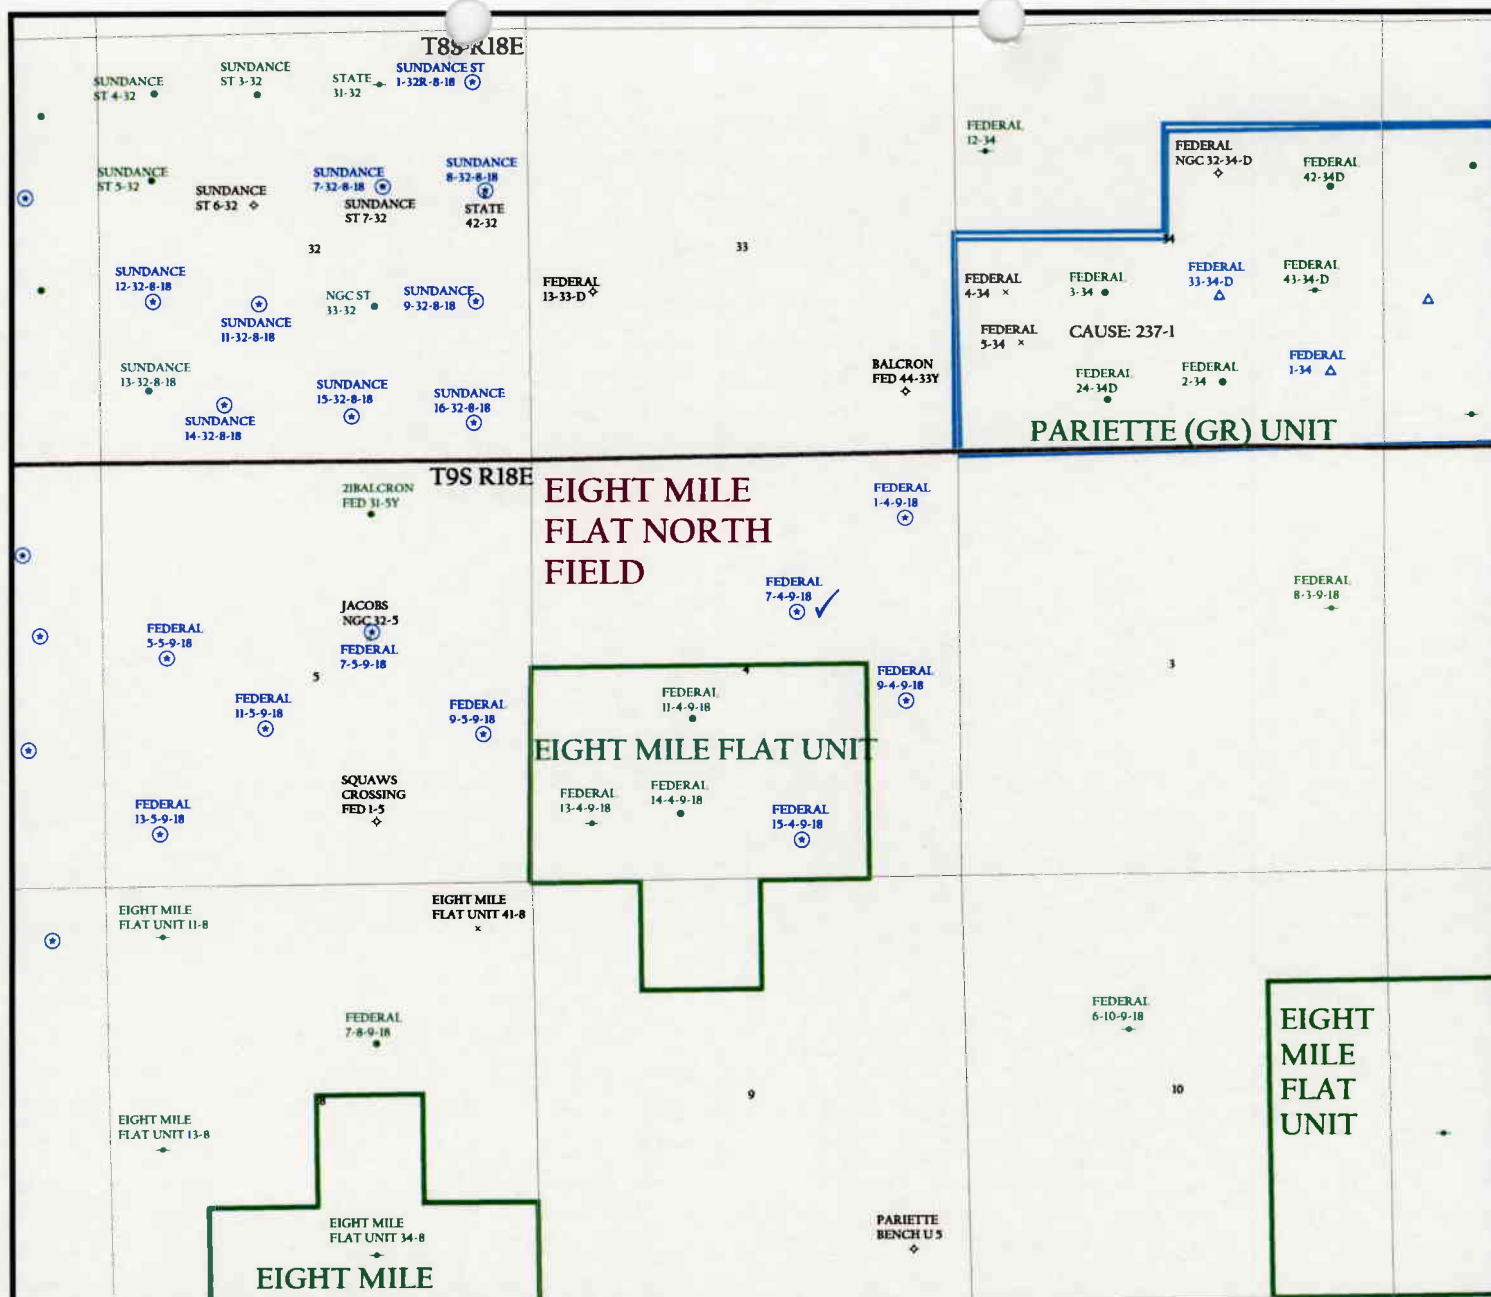 T8S-R18E
SUNDANCE
ST 4-32
SUNDANCE
ST 3-32
STATE
31-32
SUNDANCE ST
1-32R-8-18
SUNDANCE
ST 5-32
SUNDANCE
ST 6-32
SUNDANCE
7-32-8-18
SUNDANCE
ST 7-32
SUNDANCE
8-32-8-18
STATE
42-32
32
33
34
FEDERAL
12-34
FEDERAL
NGC 32-34-D
FEDERAL
42-34D
SUNDANCE
12-32-8-18
SUNDANCE
11-32-8-18
NGC ST
33-32
SUNDANCE
9-32-8-18
FEDERAL
13-33-D
FEDERAL
4-34
FEDERAL
3-34
FEDERAL
33-34-D
FEDERAL
43-34-D
FEDERAL
5-34
CAUSE: 237-1
SUNDANCE
13-32-8-18
SUNDANCE
14-32-8-18
SUNDANCE
15-32-8-18
SUNDANCE
16-32-8-18
BALCRON
FED 44-33Y
FEDERAL
24-34D
FEDERAL
2-34
FEDERAL
1-34
PARIETTE (GR) UNIT
T9S R18E
21BALCRON
FED 31-5Y
EIGHT MILE
FLAT NORTH
FIELD
FEDERAL
1-4-9-18
FEDERAL
7-4-9-18
FEDERAL
8-3-9-18
JACOBS
NGC 32-5
FEDERAL
5-5-9-18
FEDERAL
7-5-9-18
5
4
3
FEDERAL
11-5-9-18
FEDERAL
9-5-9-18
FEDERAL
11-4-9-18
FEDERAL
9-4-9-18
EIGHT MILE FLAT UNIT
SQUAWS
CROSSING
FED 1-5
FEDERAL
13-5-9-18
FEDERAL
13-4-9-18
FEDERAL
14-4-9-18
FEDERAL
15-4-9-18
EIGHT MILE
FLAT UNIT 11-8
EIGHT MILE
FLAT UNIT 41-8
FEDERAL
7-8-9-18
FEDERAL
6-10-9-18
EIGHT
MILE
FLAT
UNIT
8
9
10
EIGHT MILE
FLAT UNIT 13-8
EIGHT MILE
FLAT UNIT 34-8
PARIETTE
BENCH U 5
EIGHT MILE